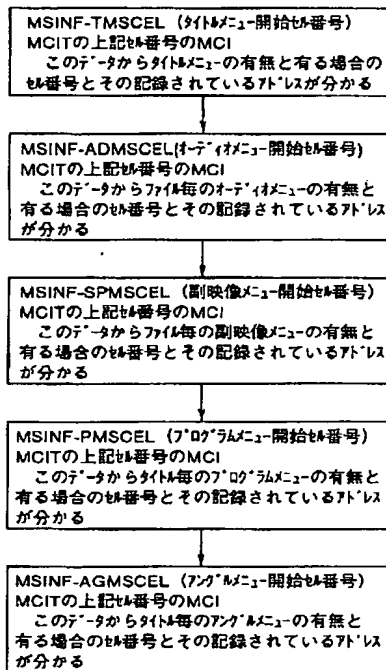 MSINF-TMSCEL (ﾀｲﾄﾙﾒﾆｭｰ開始ｾﾙ番号)
MCITの上記ｾﾙ番号のMCI
このデータからﾀｲﾄﾙﾒﾆｭｰの有無と有る場合の
ｾﾙ番号とその記録されているｱﾄﾞﾚｽが分かる
MSINF-ADMSCEL(ｵｰﾃﾞｨｵﾒﾆｭｰ開始ｾﾙ番号)
MCITの上記ｾﾙ番号のMCI
このﾃﾞｰﾀからﾌｧｲﾙ毎のｵｰﾃﾞｨｵﾒﾆｭｰの有無と
有る場合のｾﾙ番号とその記録されているｱﾄﾞﾚｽ
が分かる
MSINF-SPMSCEL (副映像ﾒﾆｭｰ開始ｾﾙ番号)
MCITの上記ｾﾙ番号のMCI
このﾃﾞｰﾀからﾌｧｲﾙ毎の副映像ﾒﾆｭｰの有無と
有る場合のｾﾙ番号とその記録されているｱﾄﾞﾚｽ
が分かる
MSINF-PMSCEL (ﾌﾟﾛｸﾞﾗﾑﾒﾆｭｰ開始ｾﾙ番号)
MCITの上記ｾﾙ番号のMCI
このﾃﾞｰﾀからﾀｲﾄﾙ毎のﾌﾟﾛｸﾞﾗﾑﾒﾆｭｰの有無と
有る場合のｾﾙ番号とその記録されているｱﾄﾞﾚｽ
が分かる
MSINF-AGMSCEL (ｱﾝｸﾞﾙﾒﾆｭｰ開始ｾﾙ番号)
MCITの上記ｾﾙ番号のMCI
このﾃﾞｰﾀからﾀｲﾄﾙ毎のｱﾝｸﾞﾙﾒﾆｭｰの有無と
有る場合のｾﾙ番号とその記録されているｱﾄﾞﾚｽ
が分かる